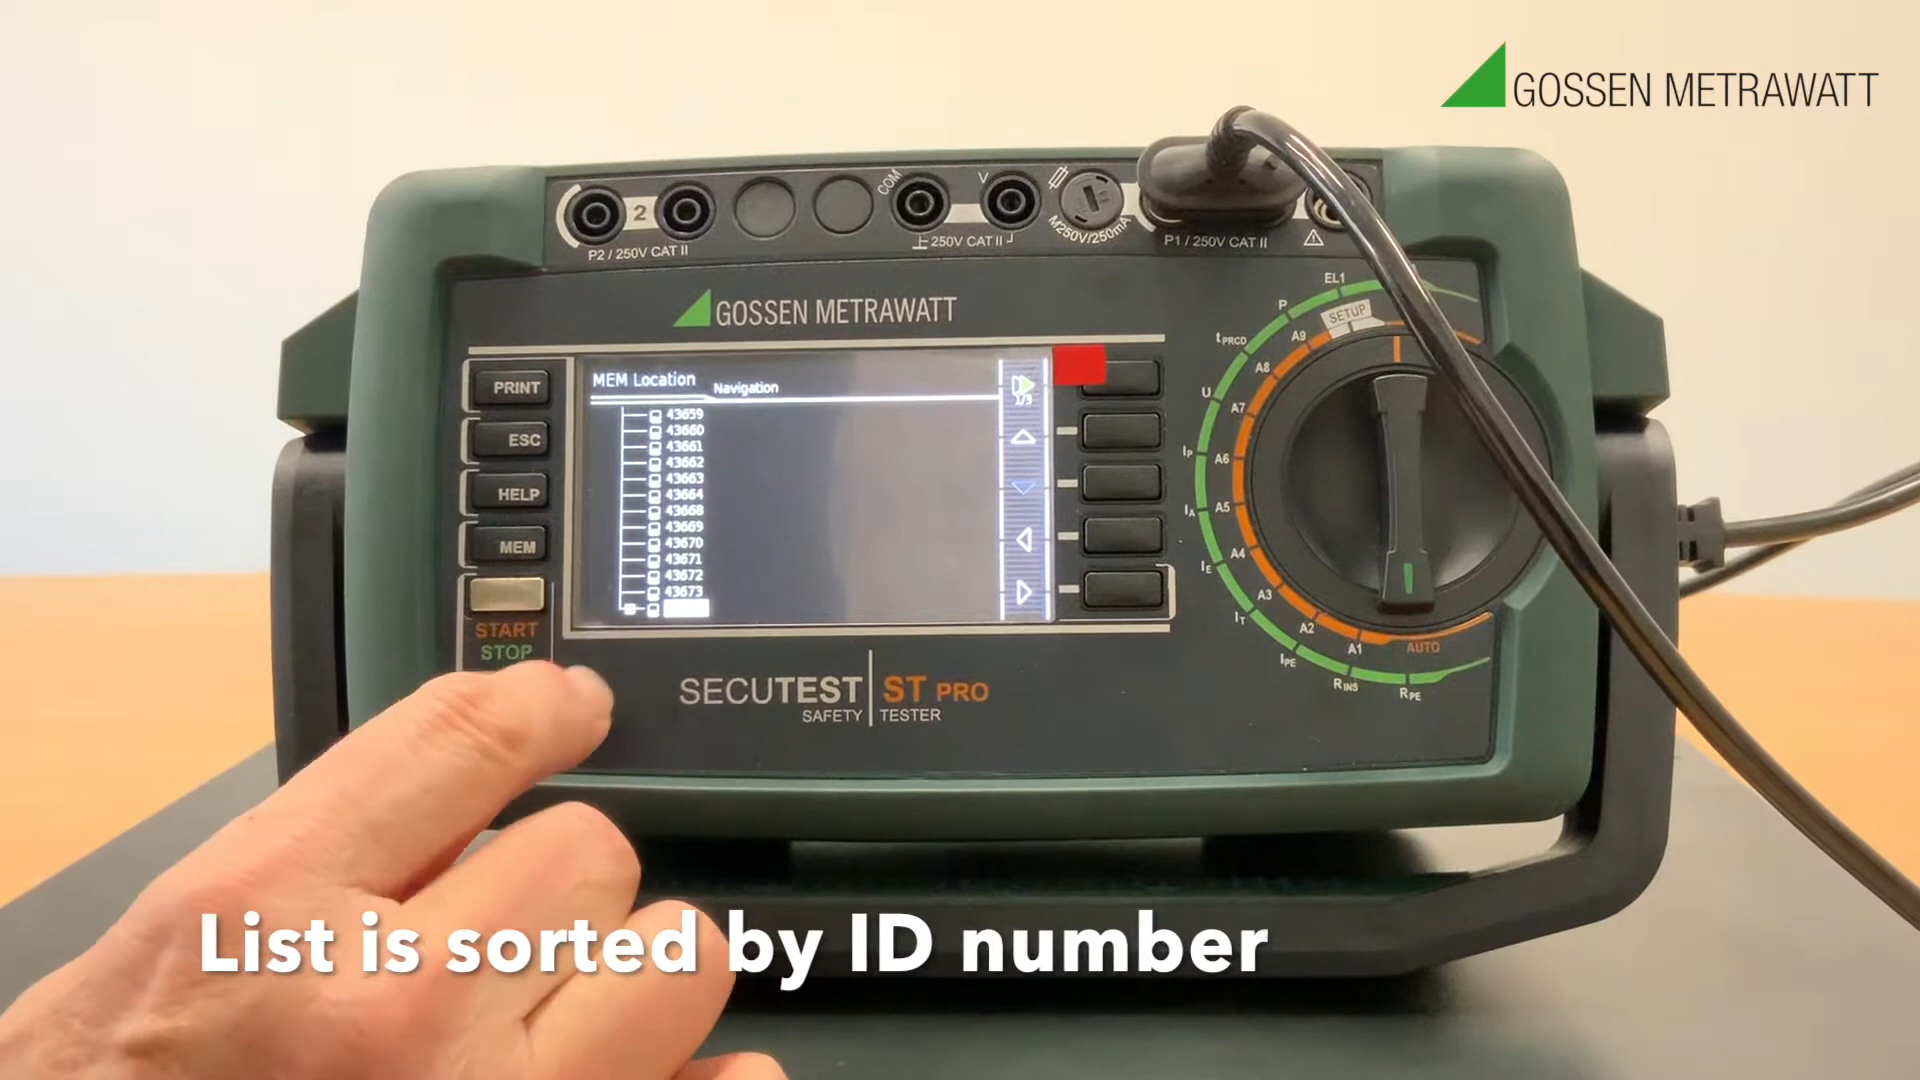 GOSSEN METRAWATT
COM
V
2
P2 / 250V CAT II
250V CAT II
M250V/250mA
P1 / 250V CAT II
GOSSEN METRAWATT
PRINT
ESC
HELP
MEM
START
STOP
MEM Location
Navigation
1/3
43659
43660
43661
43662
43663
43664
43668
43669
43670
43671
43672
43673
SECUTEST ST PRO
SAFETY TESTER
EL1
P
tPRCD
U
IP
IA
IE
IT
IPE
RINS
RPE
SETUP
A9
A8
A7
A6
A5
A4
A3
A2
A1
AUTO
List is sorted by ID number